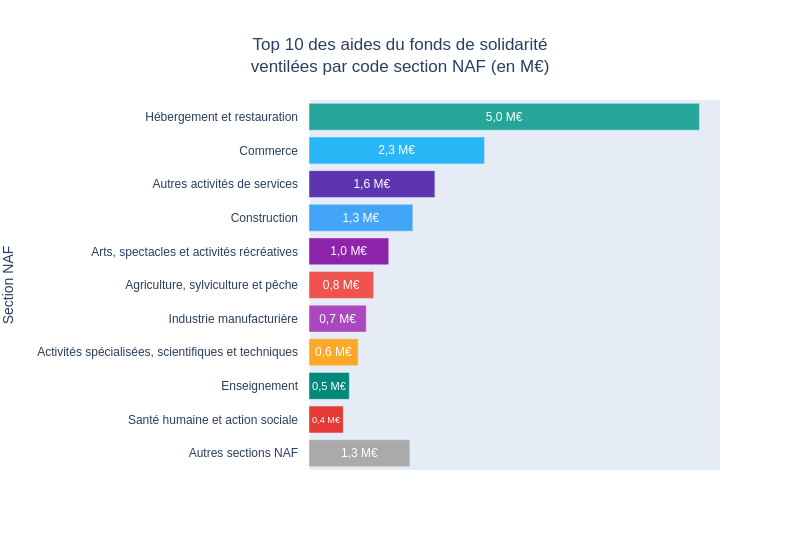 Top 10 des aides du fonds de solidarité
ventilées par code section NAF (en M€)
Section NAF
Hébergement et restauration 5,0 M€
Commerce 2,3 M€
Autres activités de services 1,6 M€
Construction 1,3 M€
Arts, spectacles et activités récréatives 1,0 M€
Agriculture, sylviculture et pêche 0,8 M€
Industrie manufacturière 0,7 M€
Activités spécialisées, scientifiques et techniques 0,6 M€
Enseignement 0,5 M€
Santé humaine et action sociale 0,4 M€
Autres sections NAF 1,3 M€